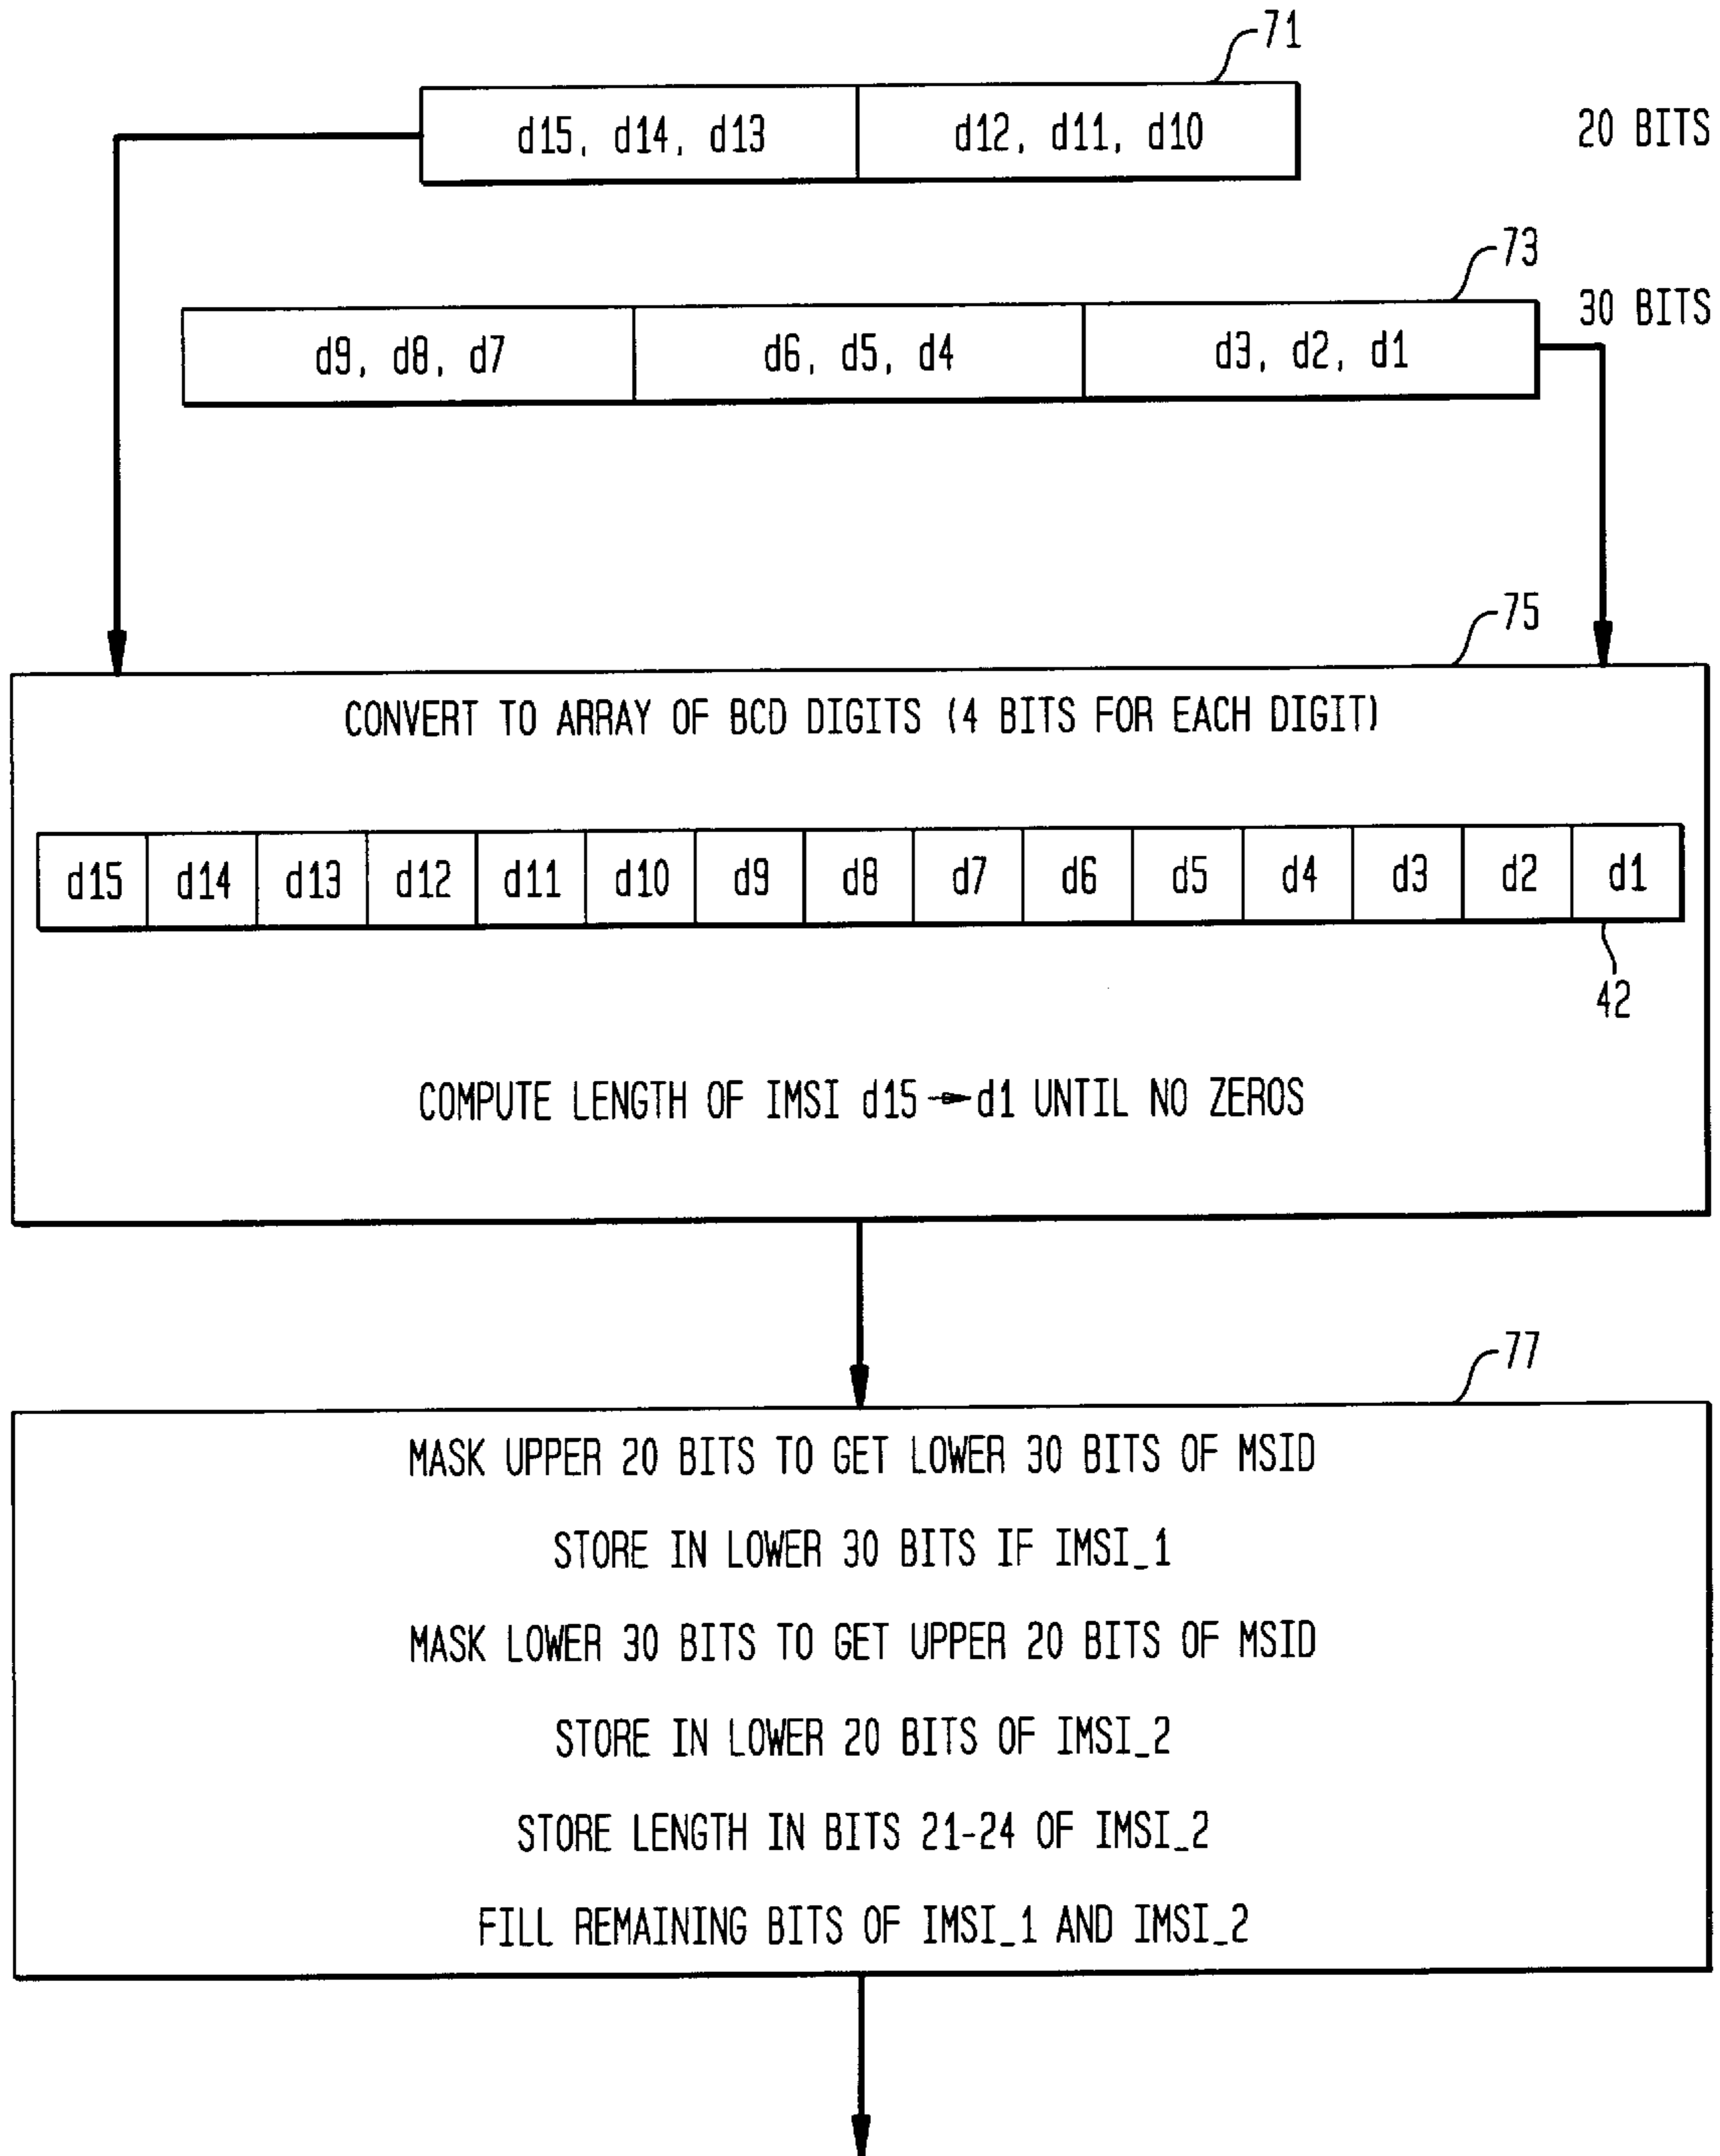 71
d15, d14, d13 d12, d11, d10 20 BITS
73
30 BITS
d9, d8, d7 d6, d5, d4 d3, d2, d1
75
CONVERT TO ARRAY OF BCD DIGITS (4 BITS FOR EACH DIGIT)
d15 d14 d13 d12 d11 d10 d9 d8 d7 d6 d5 d4 d3 d2 d1
42
COMPUTE LENGTH OF IMSI d15 → d1 UNTIL NO ZEROS
77
MASK UPPER 20 BITS TO GET LOWER 30 BITS OF MSID
STORE IN LOWER 30 BITS IF IMSI_1
MASK LOWER 30 BITS TO GET UPPER 20 BITS OF MSID
STORE IN LOWER 20 BITS OF IMSI_2
STORE LENGTH IN BITS 21-24 OF IMSI_2
FILL REMAINING BITS OF IMSI_1 AND IMSI_2